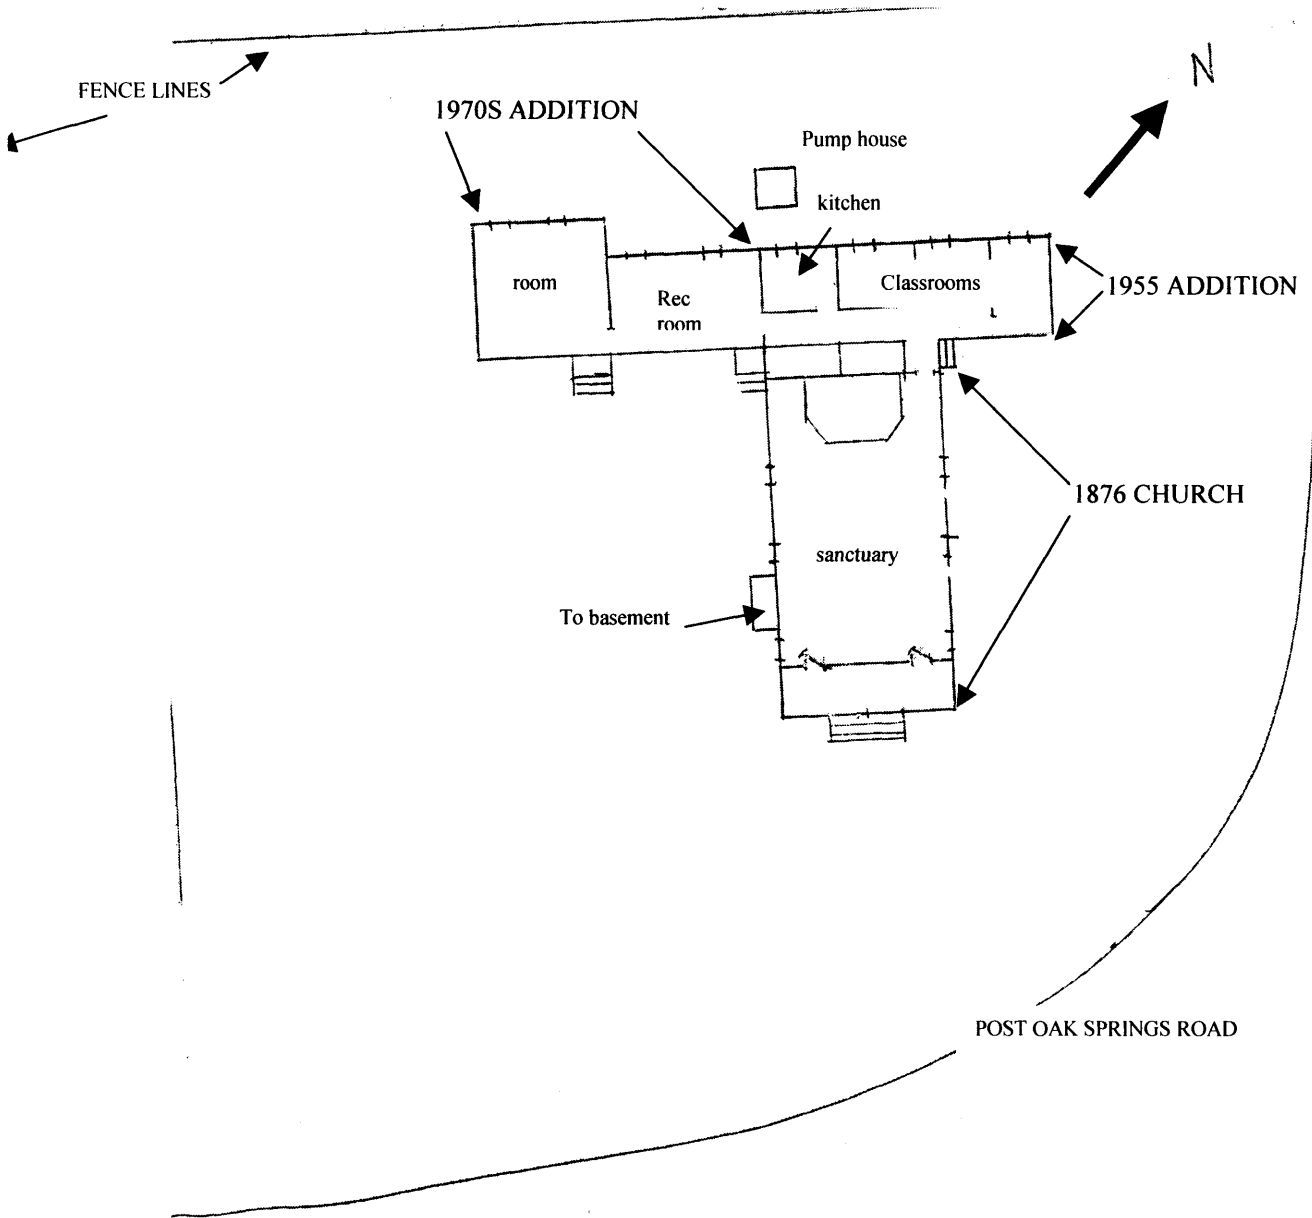 N
FENCE LINES
1970S ADDITION
Pump house
kitchen
room
Rec
room
Classrooms
1955 ADDITION
1876 CHURCH
sanctuary
To basement
POST OAK SPRINGS ROAD